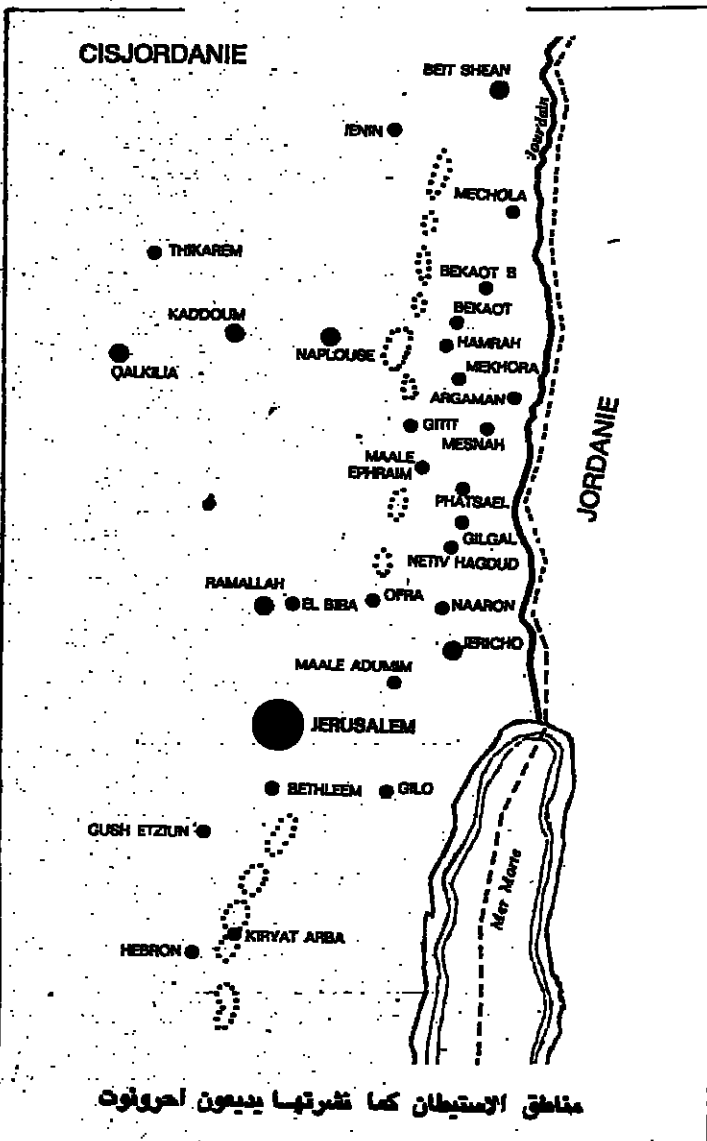 CISJORDANIE
BEIT SHEAN
JENIN
Jourdain
MECHOLA
THIKAREM
BEKAOT B
BEKAOT
KADDOUM
HAMRAH
NAPLOUSE
QALKILIA
MEKHORA
ARGAMAN
GITIT
MESNAH
JORDANIE
MAALE
EPHRAIM
PHATSAEL
GILGAL
NETIV HAGDUD
RAMALLAH
EL BIBA
OFRA
NAARON
JERICHO
MAALE ADUMIM
JERUSALEM
BETHLEEM
GILO
GUSH ETZIUN
Mer Morte
KIRYAT ARBA
HEBRON
مناطق الاستيطان كما نشرتها يديعون احرونوت